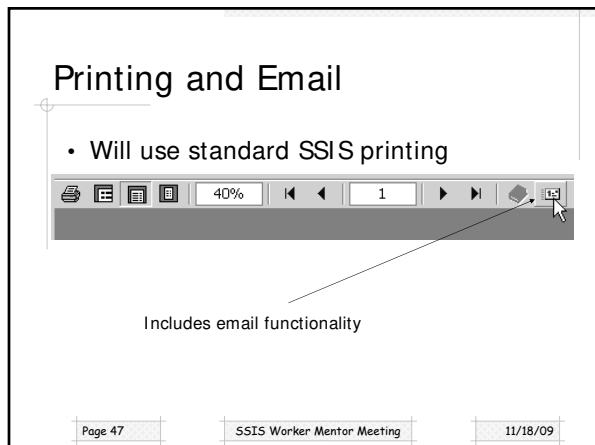 Printing and Email
• Will use standard SSIS printing
40% 1
Includes email functionality
Page 47 SSIS Worker Mentor Meeting 11/18/09